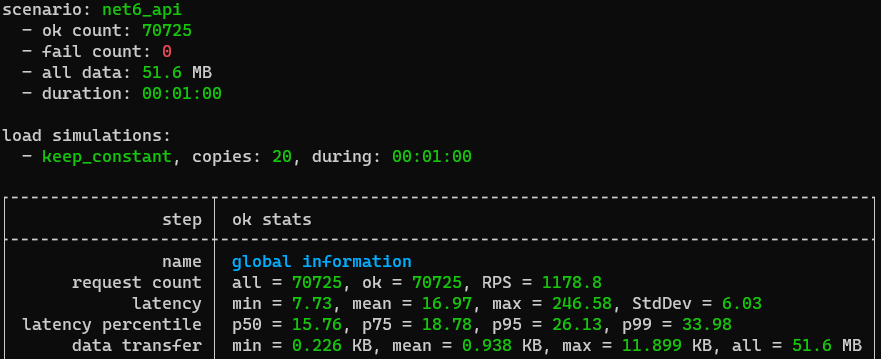 scenario: net6_api
- ok count: 70725
- fail count: 0
- all data: 51.6 MB
- duration: 00:01:00
load simulations:
- keep_constant, copies: 20, during: 00:01:00
step ok stats
name global information
request count all = 70725, ok = 70725, RPS = 1178.8
latency min = 7.73, mean = 16.97, max = 246.58, StdDev = 6.03
latency percentile p50 = 15.76, p75 = 18.78, p95 = 26.13, p99 = 33.98
data transfer min = 0.226 KB, mean = 0.938 KB, max = 11.899 KB, all = 51.6 MB